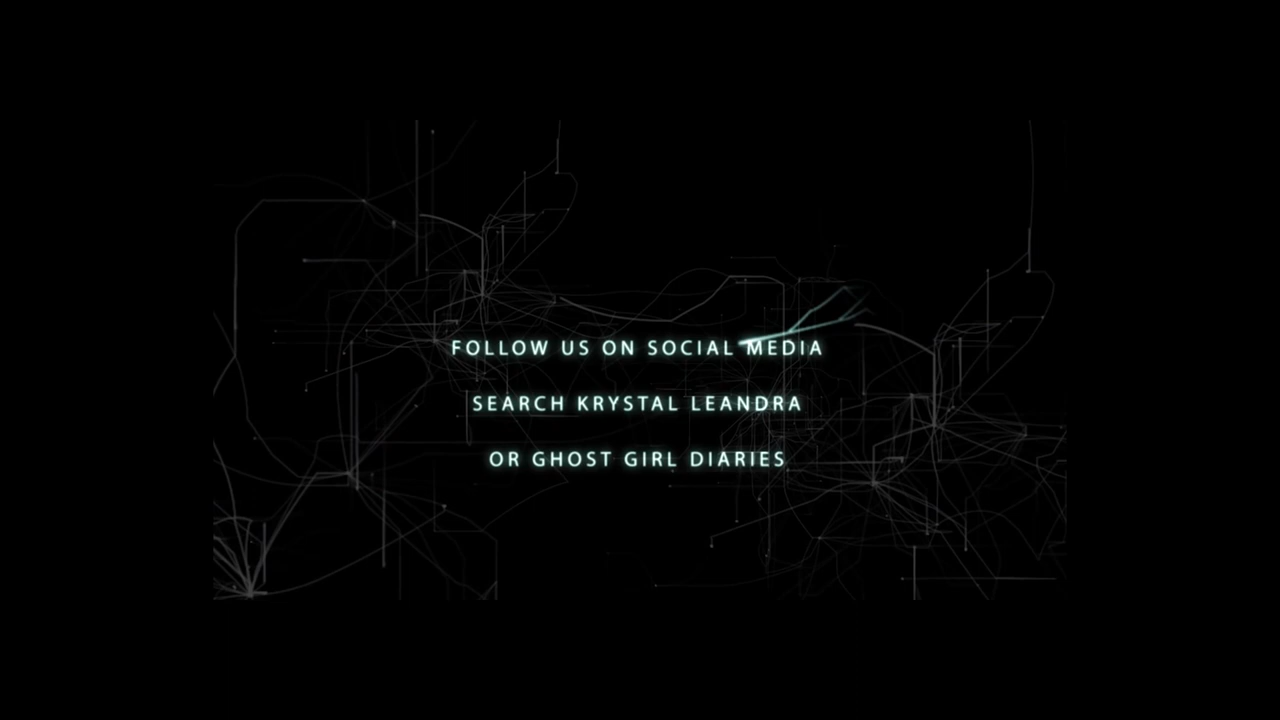 FOLLOW US ON SOCIAL MEDIA
SEARCH KRYSTAL LEANDRA
OR GHOST GIRL DIARIES